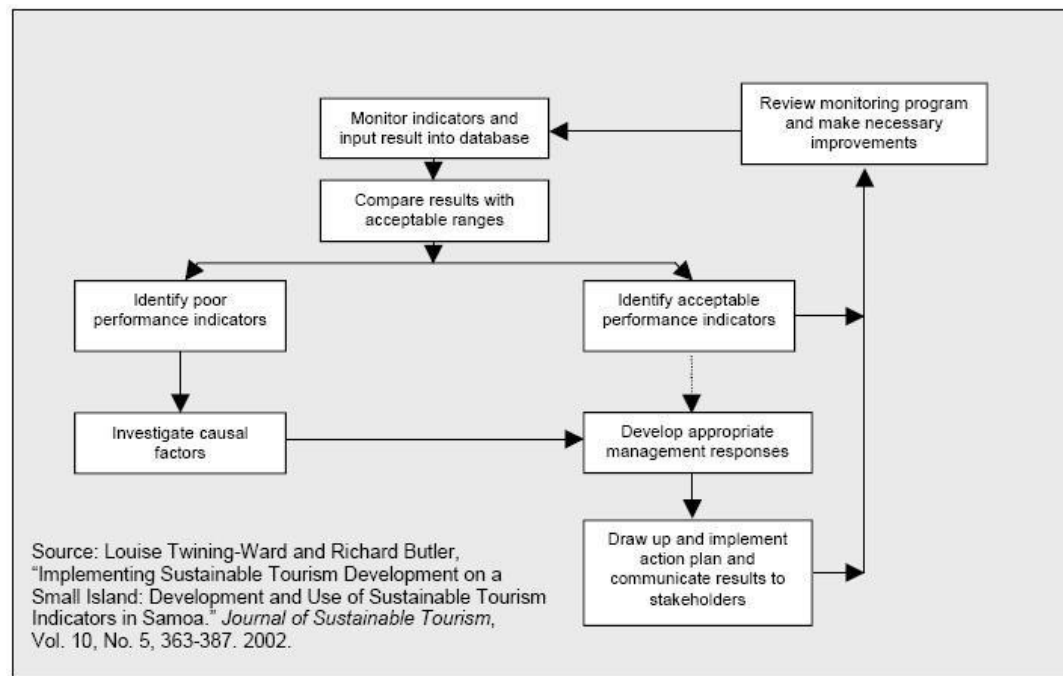 Monitor indicators and
input result into database
Review monitoring program
and make necessary
improvements
Compare results with
acceptable ranges
Identify poor
performance indicators
Identify acceptable
performance indicators
Investigate causal
factors
Develop appropriate
management responses
Draw up and implement
action plan and
communicate results to
stakeholders
Source: Louise Twining-Ward and Richard Butler,
“Implementing Sustainable Tourism Development on a
Small Island: Development and Use of Sustainable Tourism
Indicators in Samoa.” Journal of Sustainable Tourism,
Vol. 10, No. 5, 363-387. 2002.